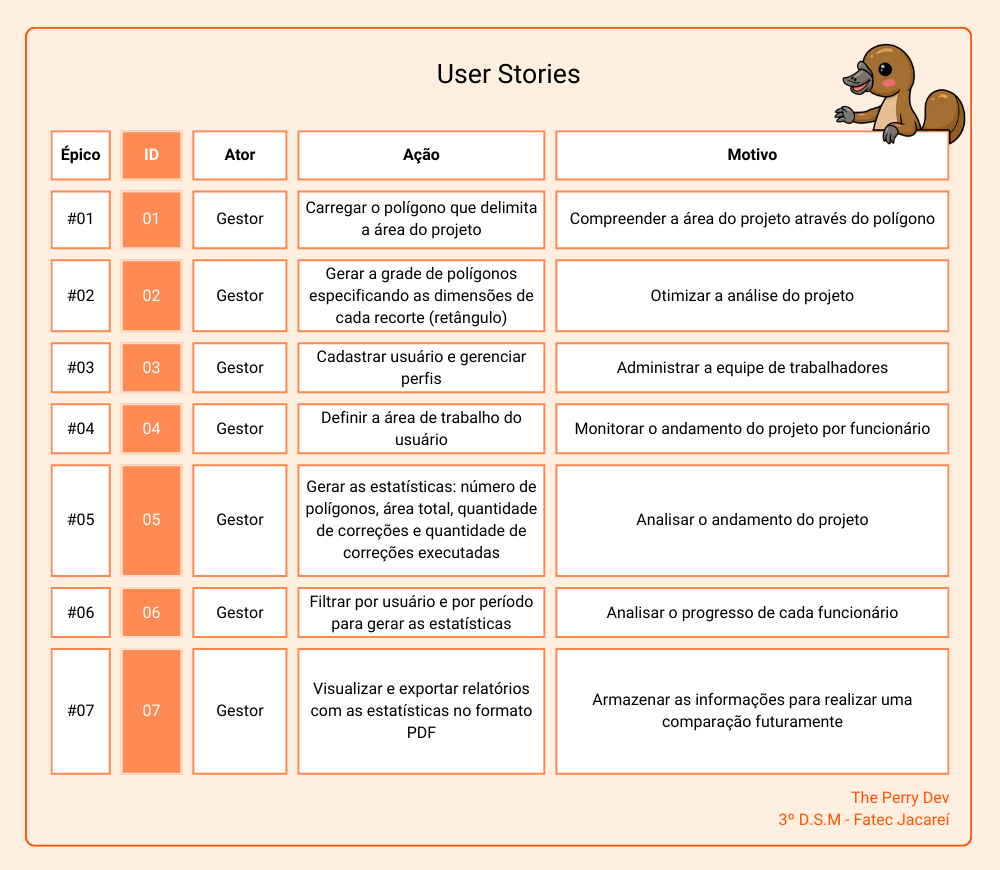 User Stories
Épico
ID
Ator
Ação
Motivo
#01
01
Gestor
Carregar o polígono que delimita
a área do projeto
Compreender a área do projeto através do polígono
#02
02
Gestor
Gerar a grade de polígonos
especificando as dimensões de
cada recorte (retângulo)
Otimizar a análise do projeto
#03
03
Gestor
Cadastrar usuário e gerenciar
perfis
Administrar a equipe de trabalhadores
#04
04
Gestor
Definir a área de trabalho do
usuário
Monitorar o andamento do projeto por funcionário
#05
05
Gestor
Gerar as estatísticas: número de
polígonos, área total, quantidade
de correções e quantidade de
correções executadas
Analisar o andamento do projeto
#06
06
Gestor
Filtrar por usuário e por período
para gerar as estatísticas
Analisar o progresso de cada funcionário
#07
07
Gestor
Visualizar e exportar relatórios
com as estatísticas no formato
PDF
Armazenar as informações para realizar uma
comparação futuramente
The Perry Dev
3º D.S.M - Fatec Jacareí